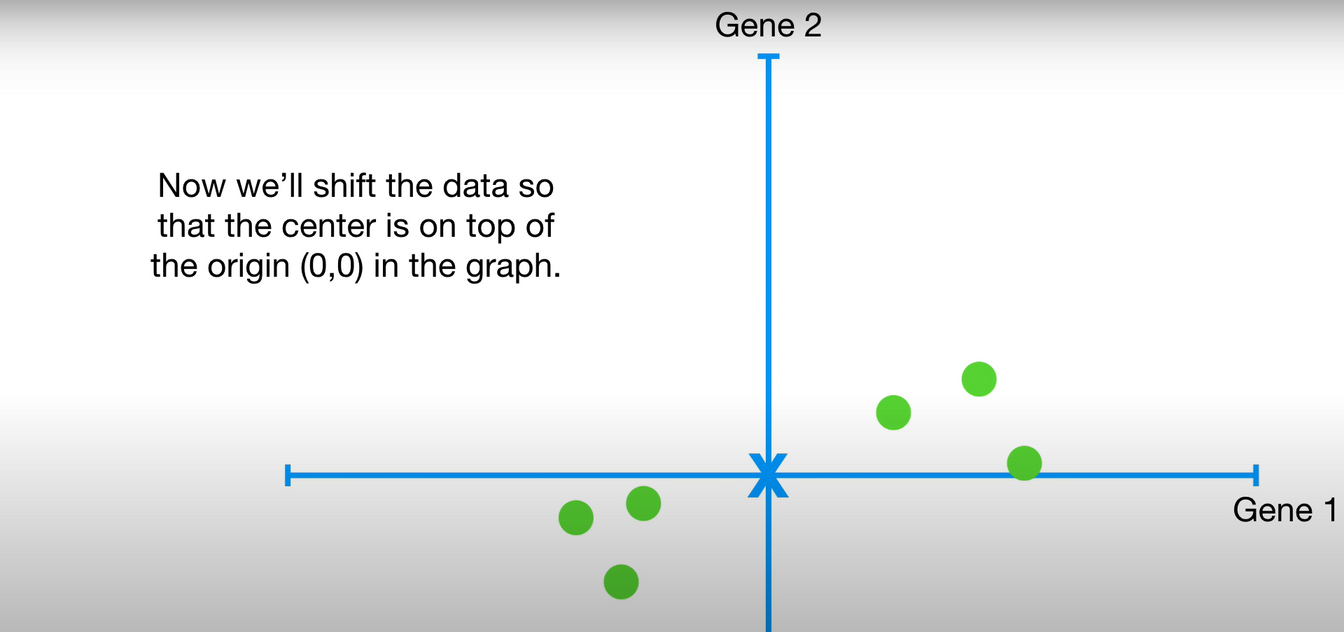 Gene 2
Now we’ll shift the data so
that the center is on top of
the origin (0,0) in the graph.
X
Gene 1